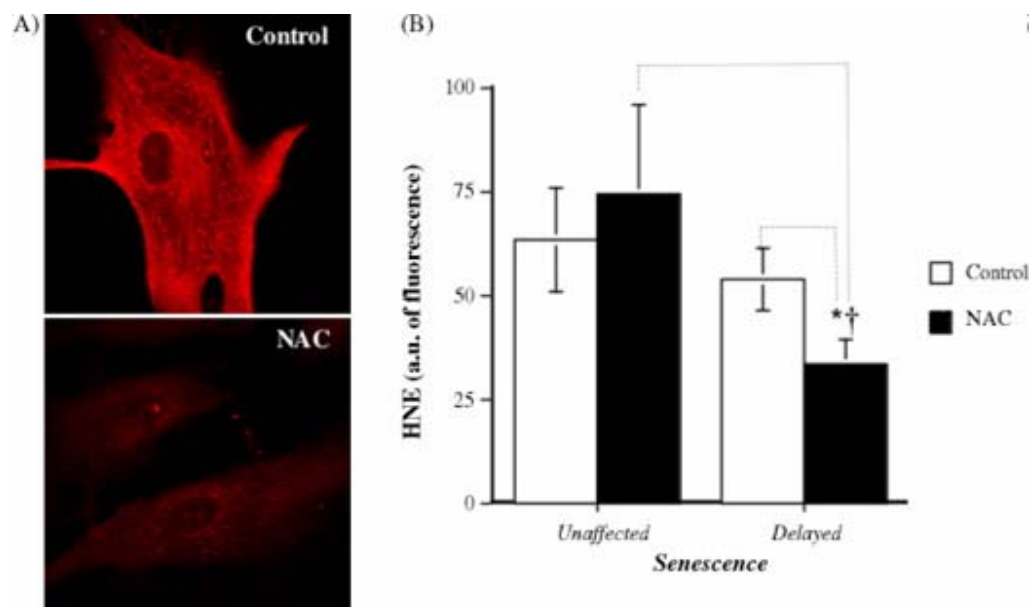 A)
Control
NAC
(B)
HNE (a.u. of fluorescence)
100
75
50
25
0
*†
Unaffected
Delayed
Senescence
Control
NAC